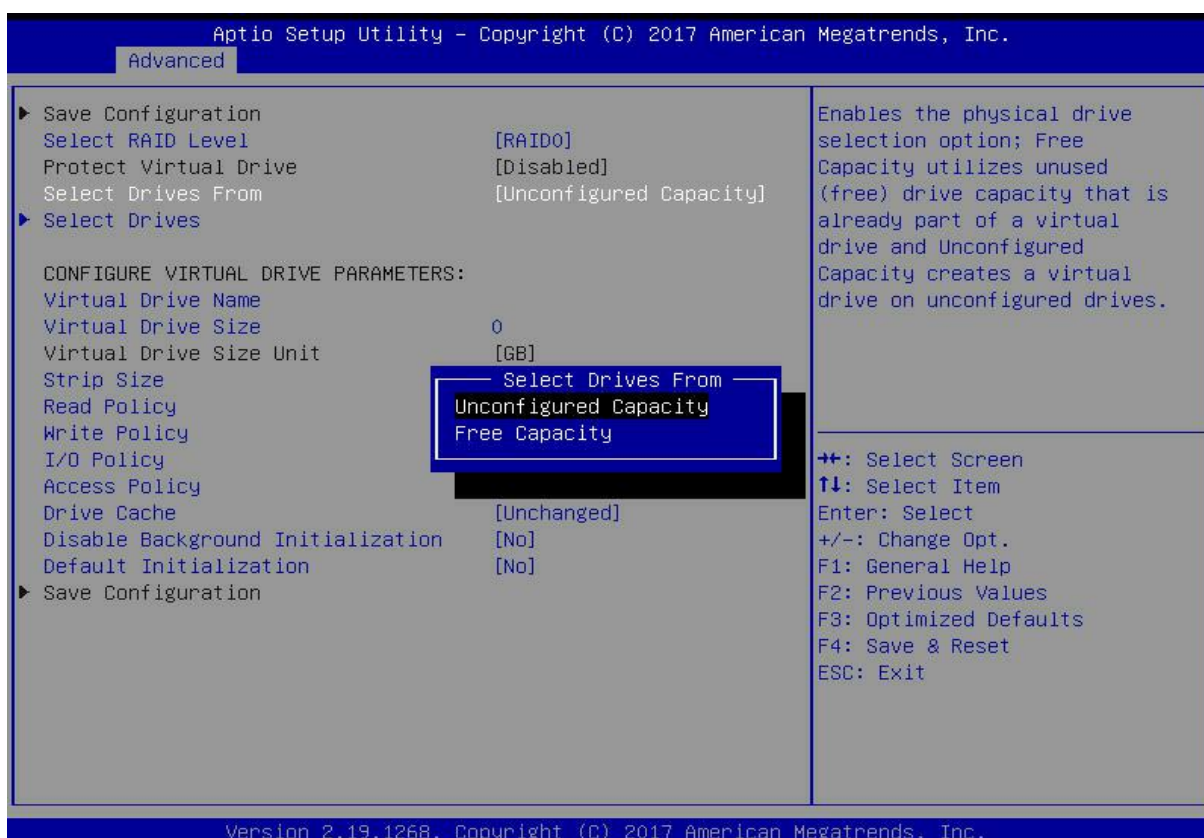 Aptio Setup Utility – Copyright (C) 2017 American Megatrends, Inc.
Advanced
Save Configuration
Select RAID Level [RAID0]
Protect Virtual Drive [Disabled]
Select Drives From [Unconfigured Capacity]
Select Drives
CONFIGURE VIRTUAL DRIVE PARAMETERS:
Virtual Drive Name
Virtual Drive Size 0
Virtual Drive Size Unit [GB]
Strip Size
Read Policy
Write Policy
I/O Policy
Access Policy
Drive Cache [Unchanged]
Disable Background Initialization [No]
Default Initialization [No]
Save Configuration
Select Drives From
Unconfigured Capacity
Free Capacity
Enables the physical drive
selection option; Free
Capacity utilizes unused
(free) drive capacity that is
already part of a virtual
drive and Unconfigured
Capacity creates a virtual
drive on unconfigured drives.
→←: Select Screen
↑↓: Select Item
Enter: Select
+/-: Change Opt.
F1: General Help
F2: Previous Values
F3: Optimized Defaults
F4: Save & Reset
ESC: Exit
Version 2.19.1268. Copyright (C) 2017 American Megatrends, Inc.